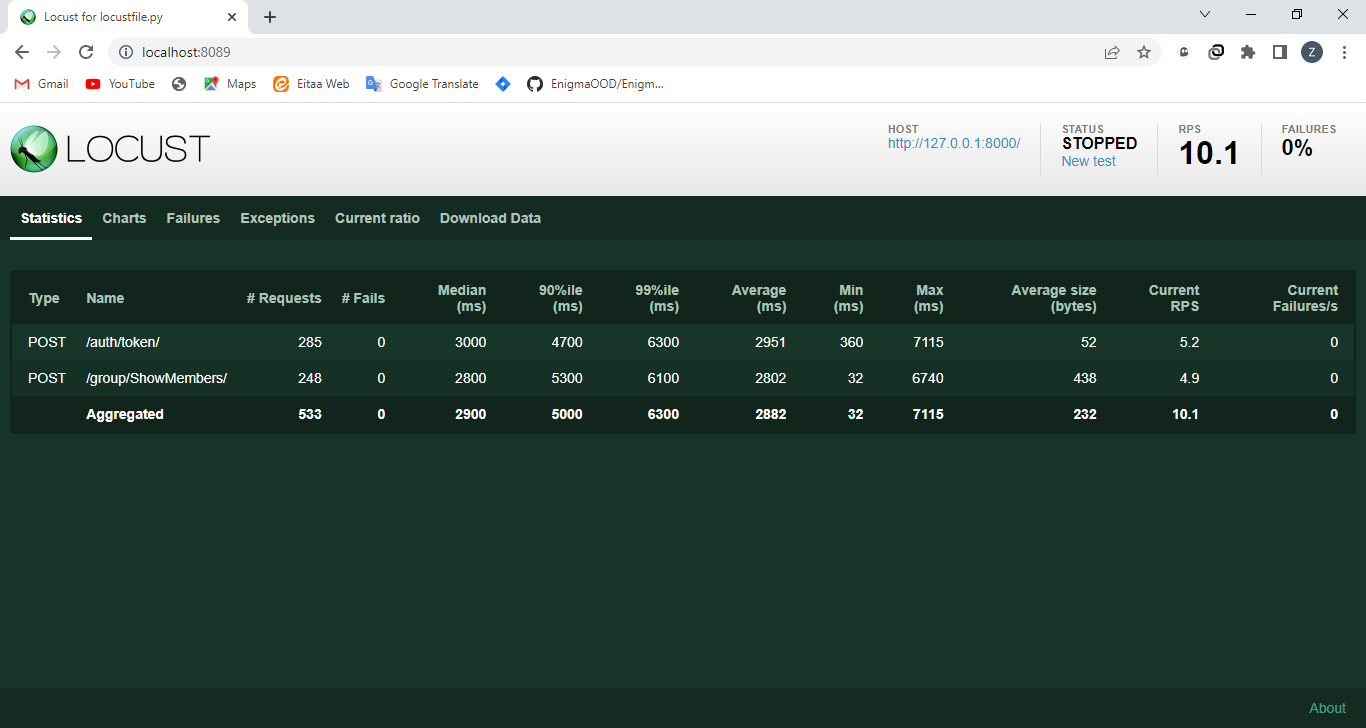 Locust for locustfile.py
localhost:8089
Z
Gmail YouTube Maps Eitaa Web Google Translate EnigmaOOD/Enigm...
LOCUST
HOST
http://127.0.0.1:8000/
STATUS
STOPPED
New test
RPS
10.1
FAILURES
0%
Statistics Charts Failures Exceptions Current ratio Download Data
Type Name # Requests # Fails Median (ms) 90%ile (ms) 99%ile (ms) Average (ms) Min (ms) Max (ms) Average size (bytes) Current RPS Current Failures/s
POST /auth/token/ 285 0 3000 4700 6300 2951 360 7115 52 5.2 0
POST /group/ShowMembers/ 248 0 2800 5300 6100 2802 32 6740 438 4.9 0
Aggregated 533 0 2900 5000 6300 2882 32 7115 232 10.1 0
About